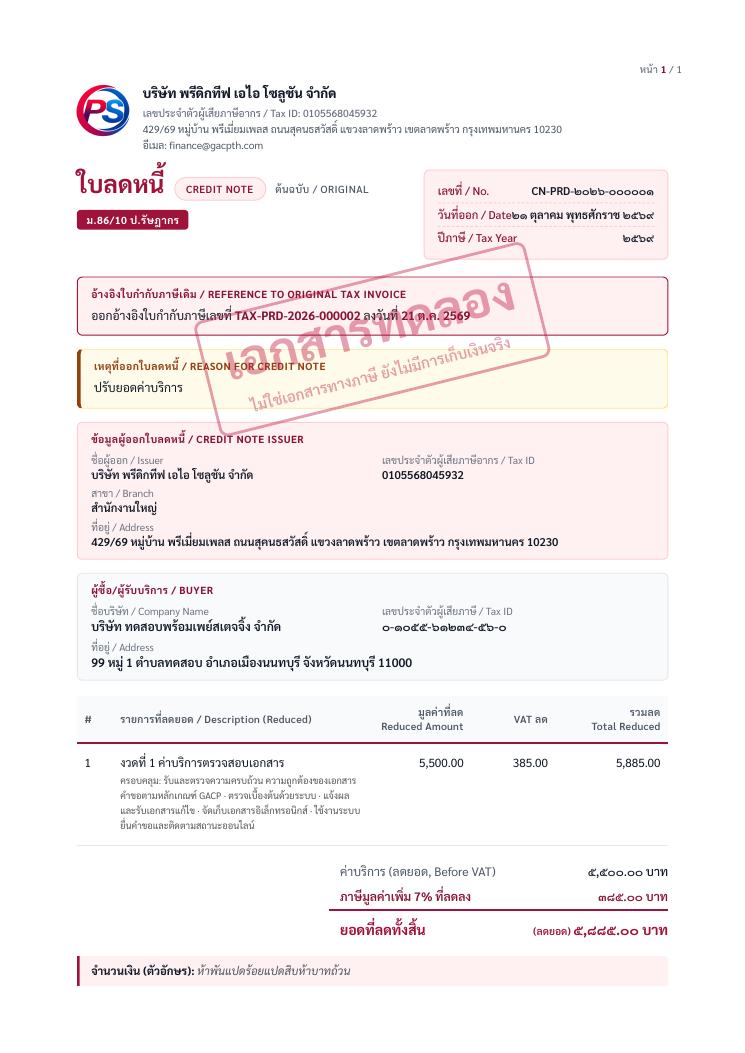 หน้า 1 / 1
PS
บริษัท พรีดิกทีฟ เอไอ โซลูชัน จำกัด
เลขประจำตัวผู้เสียภาษีอากร / Tax ID: 0105568045932
429/69 หมู่บ้าน พรีเมี่ยมเพลส ถนนสุคนธสวัสดิ์ แขวงลาดพร้าว เขตลาดพร้าว กรุงเทพมหานคร 10230
อีเมล: finance@gacpth.com
ใบลดหนี้ CREDIT NOTE ต้นฉบับ / ORIGINAL
ม.86/10 ป.รัษฎากร
เลขที่ / No. CN-PRD-๒๐๒๖-๐๐๐๐๐๑
วันที่ออก / Date ๒๑ ตุลาคม พุทธศักราช ๒๕๖๙
ปีภาษี / Tax Year ๒๕๖๙
อ้างอิงใบกำกับภาษีเดิม / REFERENCE TO ORIGINAL TAX INVOICE
ออกอ้างอิงใบกำกับภาษีเลขที่ TAX-PRD-2026-000002 ลงวันที่ 21 ต.ค. 2569
เอกสารทดลอง
ไม่ใช่เอกสารทางภาษี ยังไม่มีการเก็บเงินจริง
เหตุที่ออกใบลดหนี้ / REASON FOR CREDIT NOTE
ปรับยอดค่าบริการ
ข้อมูลผู้ออกใบลดหนี้ / CREDIT NOTE ISSUER
ชื่อผู้ออก / Issuer เลขประจำตัวผู้เสียภาษีอากร / Tax ID
บริษัท พรีดิกทีฟ เอไอ โซลูชัน จำกัด 0105568045932
สาขา / Branch
สำนักงานใหญ่
ที่อยู่ / Address
429/69 หมู่บ้าน พรีเมี่ยมเพลส ถนนสุคนธสวัสดิ์ แขวงลาดพร้าว เขตลาดพร้าว กรุงเทพมหานคร 10230
ผู้ซื้อ/ผู้รับบริการ / BUYER
ชื่อบริษัท / Company Name เลขประจำตัวผู้เสียภาษี / Tax ID
บริษัท ทดสอบพร้อมเพย์สเตจจิ้ง จำกัด ๐-๑๐๕๕-๖๑๒๓๔-๕๖-๐
ที่อยู่ / Address
99 หมู่ 1 ตำบลทดสอบ อำเภอเมืองนนทบุรี จังหวัดนนทบุรี 11000
# รายการที่ลดยอด / Description (Reduced) มูลค่าที่ลด Reduced Amount VAT ลด รวมลด Total Reduced
1 งวดที่ 1 ค่าบริการตรวจสอบเอกสาร 5,500.00 385.00 5,885.00
ครอบคลุม: รับและตรวจความครบถ้วน ความถูกต้องของเอกสาร
คำขอตามหลักเกณฑ์ GACP · ตรวจเบื้องต้นด้วยระบบ · แจ้งผล
และรับเอกสารแก้ไข · จัดเก็บเอกสารอิเล็กทรอนิกส์ · ใช้งานระบบ
ยื่นคำขอและติดตามสถานะออนไลน์
ค่าบริการ (ลดยอด, Before VAT) ๕,๕๐๐.๐๐ บาท
ภาษีมูลค่าเพิ่ม 7% ที่ลดลง ๓๘๕.๐๐ บาท
ยอดที่ลดทั้งสิ้น (ลดยอด) ๕,๘๘๕.๐๐ บาท
จำนวนเงิน (ตัวอักษร): ห้าพันแปดร้อยแปดสิบห้าบาทถ้วน